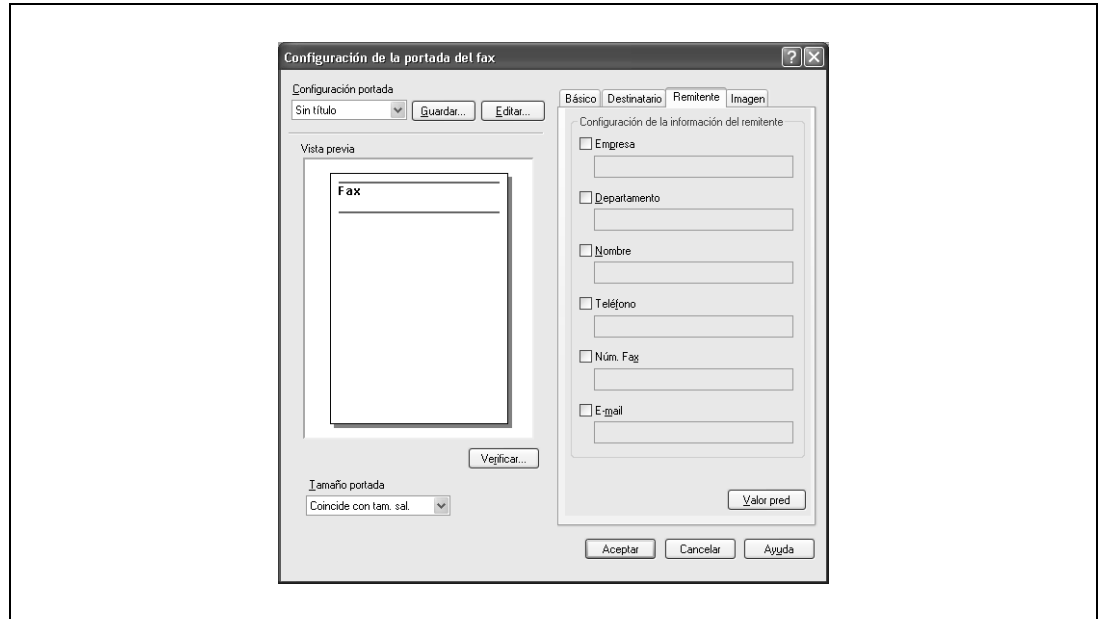 Configuración de la portada del fax
Configuración portada
Sin título
Guardar...
Editar...
Vista previa
Fax
Verificar...
Tamaño portada
Coincide con tam. sal.
Básico
Destinatario
Remitente
Imagen
Configuración de la información del remitente
Empresa
Departamento
Nombre
Teléfono
Núm. Fax
E-mail
Valor pred
Aceptar
Cancelar
Ayuda